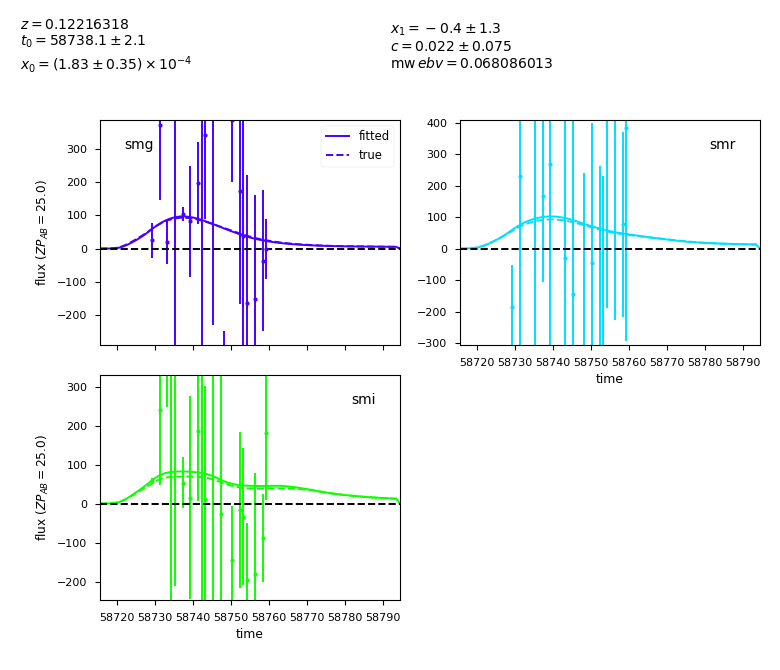 z = 0.12216318
t0 = 58738.1 ± 2.1
x0 = (1.83 ± 0.35) × 10^−4
x1 = −0.4 ± 1.3
c = 0.022 ± 0.075
mw ebv = 0.068086013
smg
fitted
true
300
200
100
0
−100
−200
flux (ZP_AB = 25.0)
smr
400
300
200
100
0
−100
−200
−300
58720 58730 58740 58750 58760 58770 58780 58790
time
smi
300
200
100
0
−100
−200
flux (ZP_AB = 25.0)
58720 58730 58740 58750 58760 58770 58780 58790
time